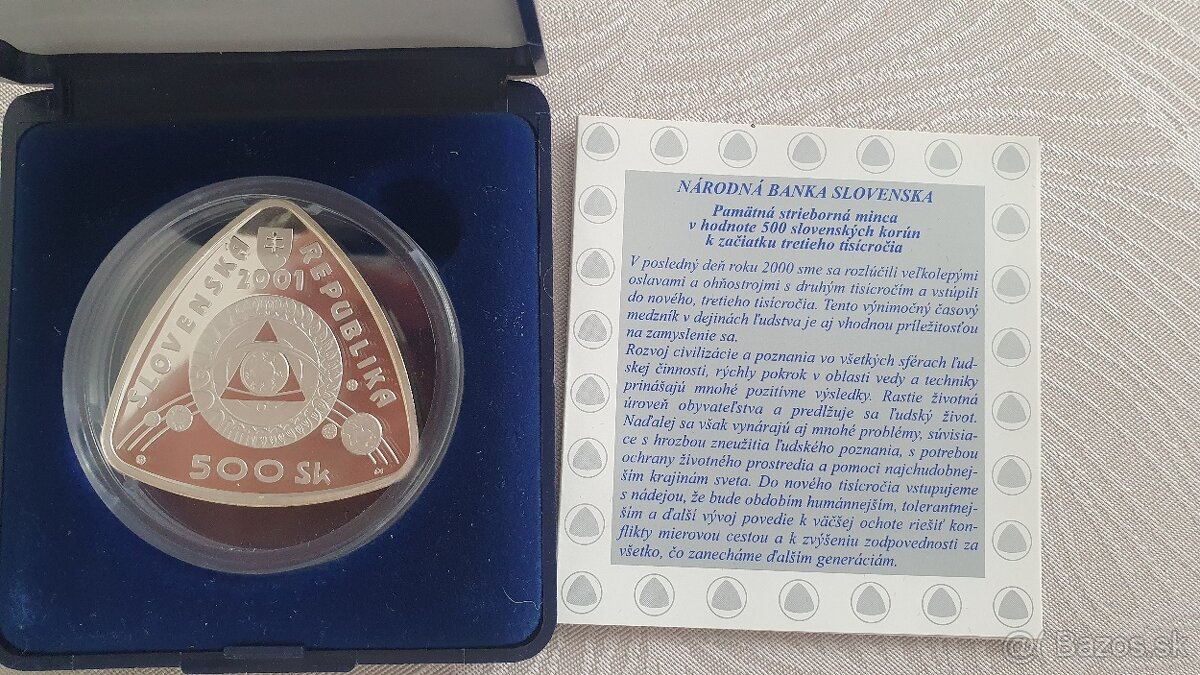 SLOVENSKÁ REPUBLIKA
2001
500 Sk
NÁRODNÁ BANKA SLOVENSKA
Pamätná strieborná minca
v hodnote 500 slovenských korún
k začiatku tretieho tisícročia
V posledný deň roku 2000 sme sa rozlúčili veľkolepými
oslavami a ohňostrojmi s druhým tisícročím a vstúpili
do nového, tretieho tisícročia. Tento výnimočný časový
medzník v dejinách ľudstva je aj vhodnou príležitosťou
na zamyslenie sa.
Rozvoj civilizácie a poznania vo všetkých sférach ľud-
skej činnosti, rýchly pokrok v oblasti vedy a techniky
prinášajú mnohé pozitívne výsledky. Rastie životná
úroveň obyvateľstva a predlžuje sa ľudský život.
Naďalej sa však vynárajú aj mnohé problémy, súvisia-
ce s hrozbou zneužitia ľudského poznania, s potrebou
ochrany životného prostredia a pomoci najchudobnej-
ším krajinám sveta. Do nového tisícročia vstupujeme
s nádejou, že bude obdobím humánnejším, tolerantnej-
ším a ďalší vývoj povedie k väčšej ochote riešiť kon-
flikty mierovou cestou a k zvýšeniu zodpovednosti za
všetko, čo zanecháme ďalším generáciám.
Bazos.sk